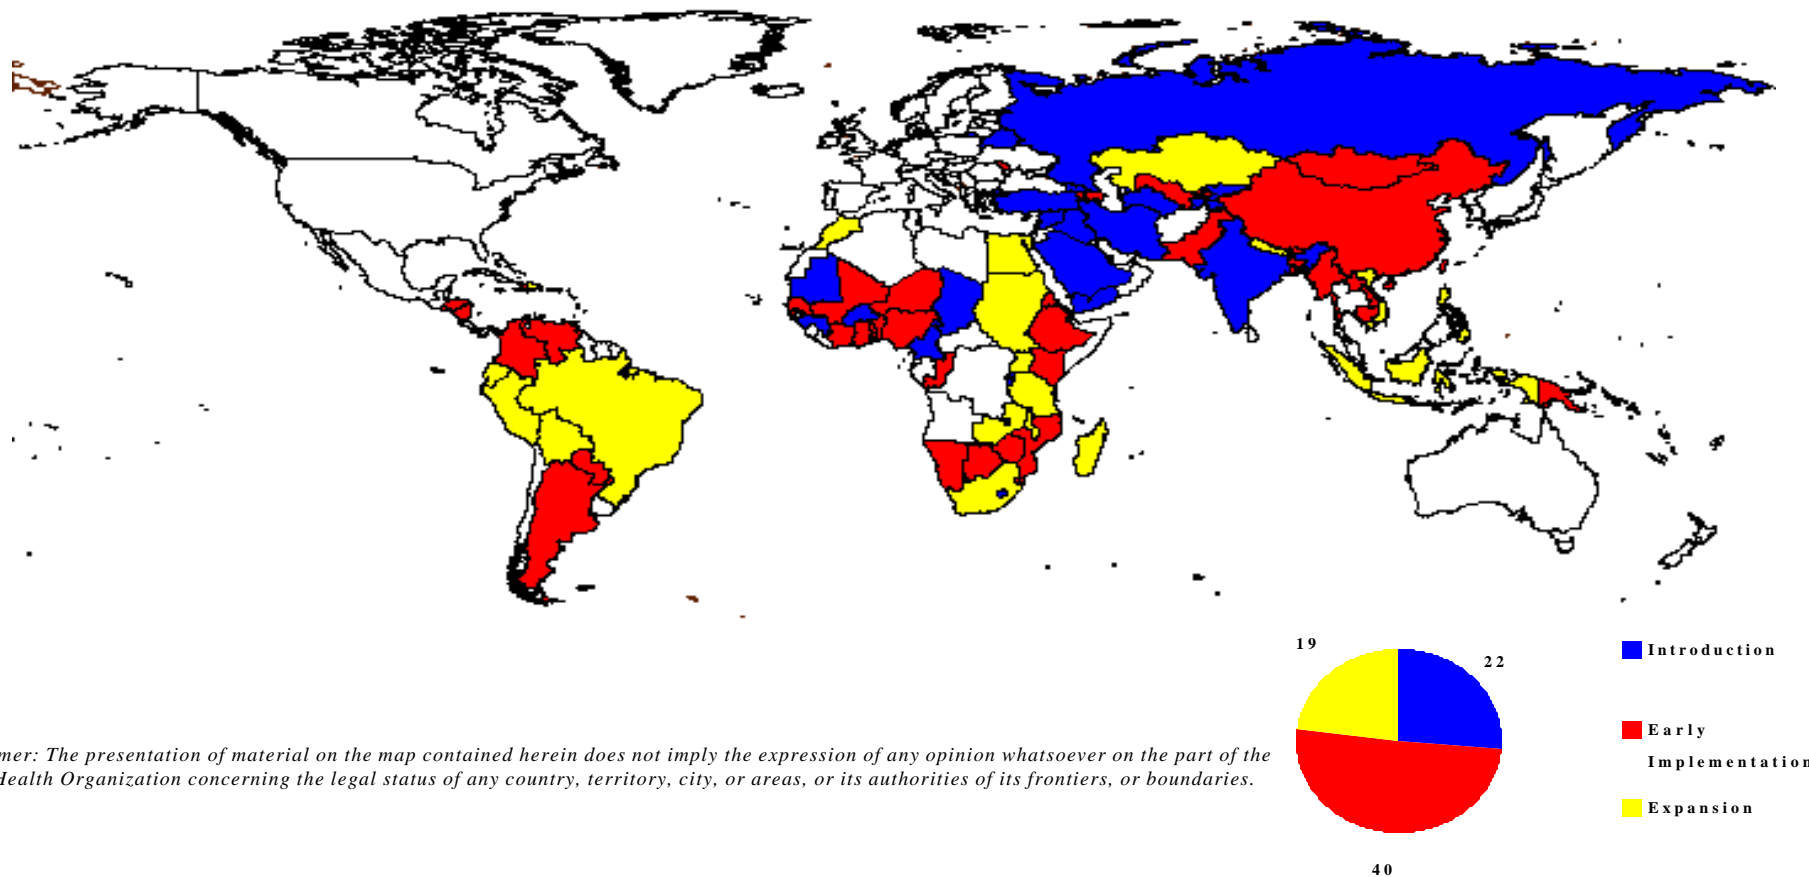 19
22
Introduction
Early
Implementation
mer: The presentation of material on the map contained herein does not imply the expression of any opinion whatsoever on the part of the
Health Organization concerning the legal status of any country, territory, city, or areas, or its authorities of its frontiers, or boundaries.
Expansion
40